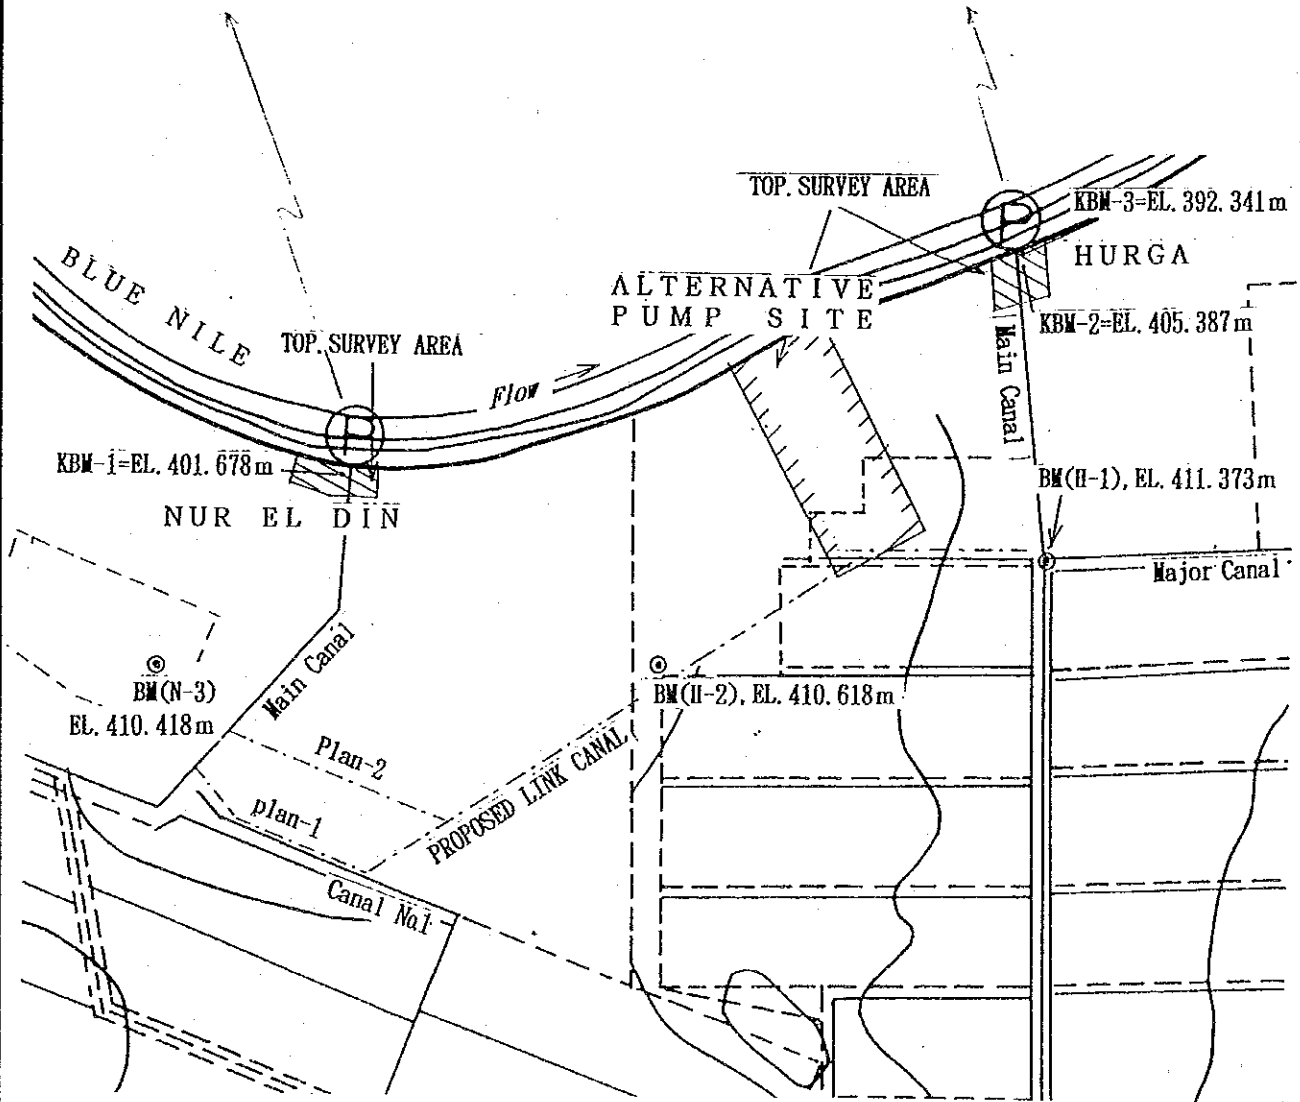 TOP. SURVEY AREA
P
KBM-3=EL. 392. 341m
HURGA
BLUE NILE
ALTERNATIVE
PUMP SITE
KBM-2=EL. 405. 387m
TOP. SURVEY AREA
Main Canal
Flow
P
KBM-1=EL. 401. 678m
BM(H-1), EL. 411. 373m
NUR EL DIN
Major Canal
Main Canal
BM(N-3)
EL. 410. 418m
BM(H-2), EL. 410. 618m
Plan-2
PROPOSED LINK CANAL
plan-1
Canal No.1